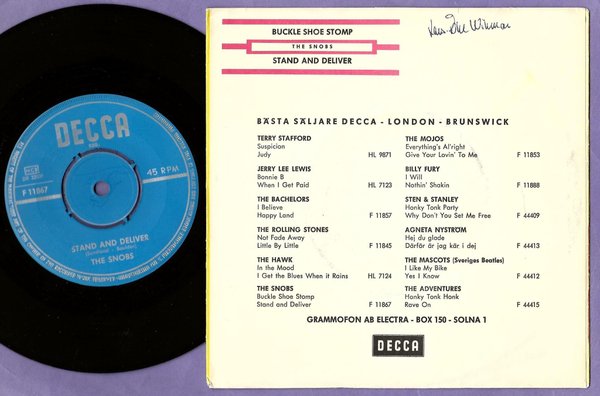 DECCA
45 RPM
F 11867
STAND AND DELIVER
THE SNOBS
BUCKLE SHOE STOMP
THE SNOBS
STAND AND DELIVER
BÄSTA SÄLJARE DECCA - LONDON - BRUNSWICK
TERRY STAFFORD
Suspicion
Judy HL 9871
JERRY LEE LEWIS
Bonnie B
When I Get Paid HL 7123
THE BACHELORS
I Believe
Happy Land F 11857
THE ROLLING STONES
Not Fade Away
Little By Little F 11845
THE HAWK
In the Mood
I Get the Blues When it Rains HL 7124
THE SNOBS
Buckle Shoe Stomp
Stand and Deliver F 11867
THE MOJOS
Everything's Al'right
Give Your Lovin' To Me F 11853
BILLY FURY
I Will
Nothin' Shakin F 11888
STEN & STANLEY
Honky Tonk Party
Why Don't You Set Me Free F 44409
AGNETA NYSTRÖM
Hej du glade
Därför är jag kär i dej F 44413
THE MASCOTS (Sveriges Beatles)
I Like My Bike
Yes I Know F 44412
THE ADVENTURES
Honky Tonk Honk
Rave On F 44415
GRAMMOFON AB ELECTRA - BOX 150 - SOLNA 1
DECCA